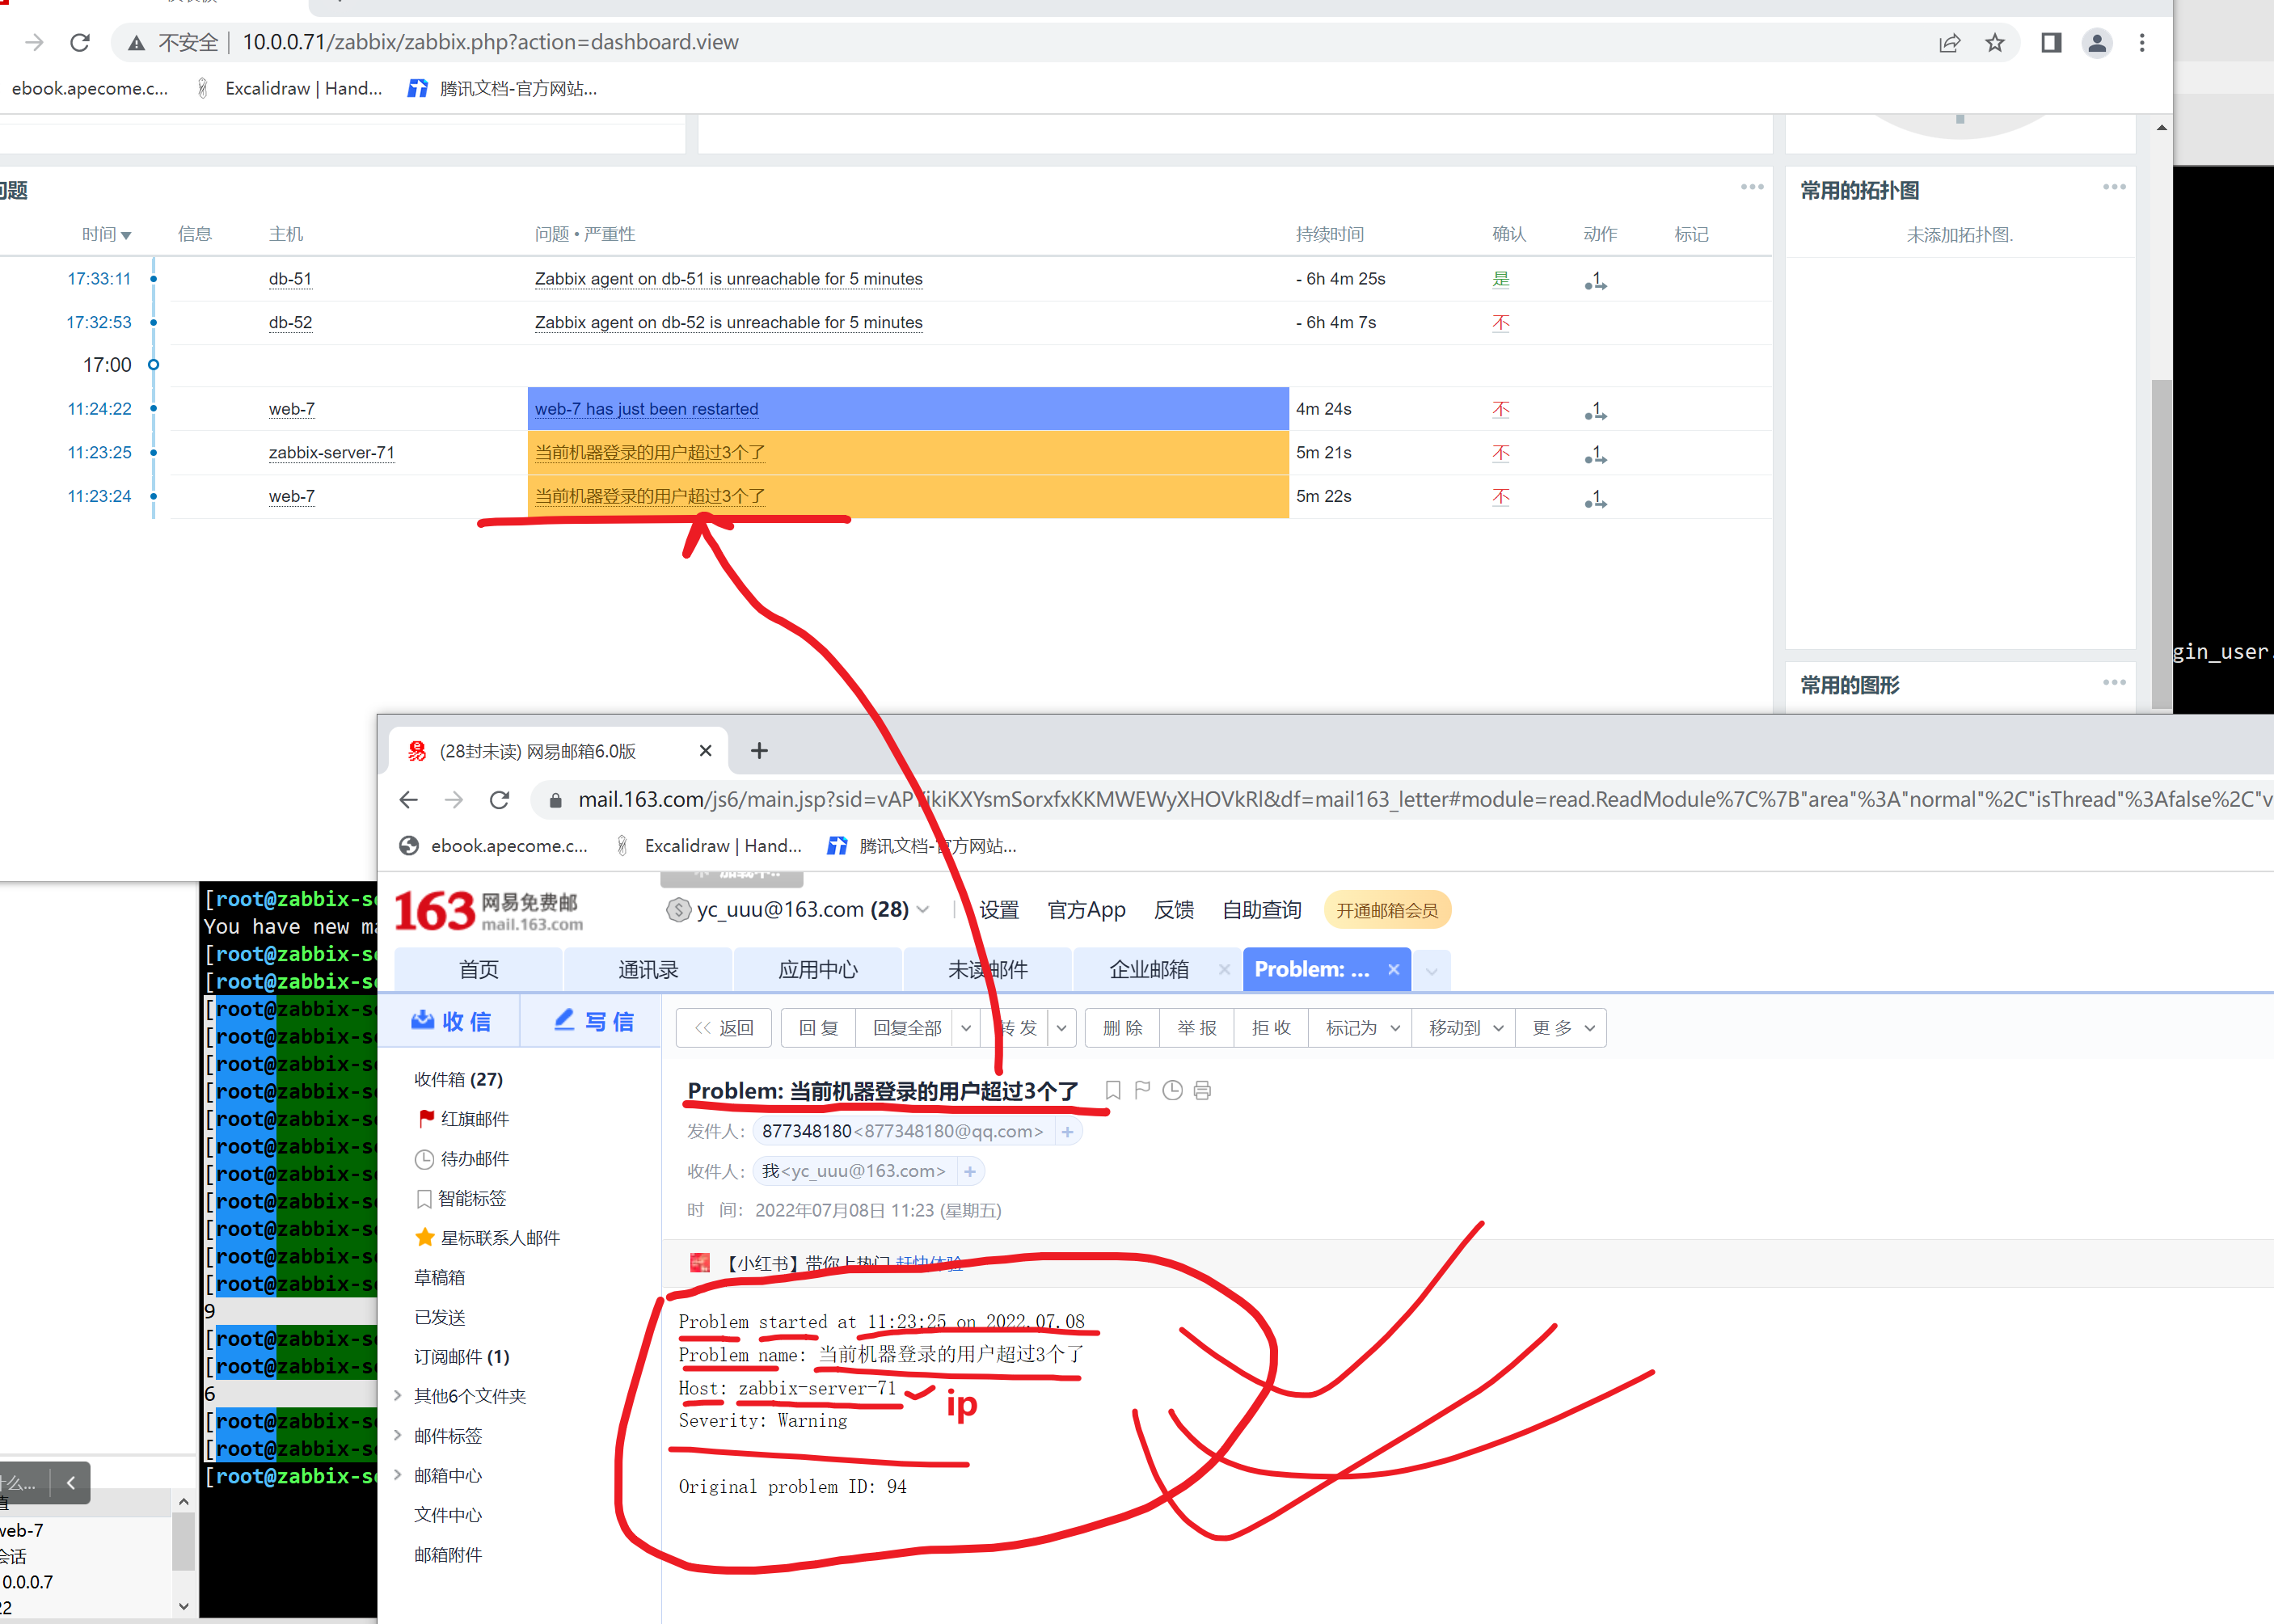 不安全 | 10.0.0.71/zabbix/zabbix.php?action=dashboard.view
ebook.apecome.c... Excalidraw | Hand... 腾讯文档-官方网站...
问题
时间 信息 主机 问题 • 严重性 持续时间 确认 动作 标记
17:33:11 db-51 Zabbix agent on db-51 is unreachable for 5 minutes - 6h 4m 25s 是 1
17:32:53 db-52 Zabbix agent on db-52 is unreachable for 5 minutes - 6h 4m 7s 不
17:00
11:24:22 web-7 web-7 has just been restarted 4m 24s 不 1
11:23:25 zabbix-server-71 当前机器登录的用户超过3个了 5m 21s 不 1
11:23:24 web-7 当前机器登录的用户超过3个了 5m 22s 不 1
常用的拓扑图
未添加拓扑图.
常用的图形
gin_user.
(28封未读) 网易邮箱6.0版
ebook.apecome.c... Excalidraw | Hand... 腾讯文档-官方网站...
163 网易免费邮
mail.163.com
yc_uuu@163.com (28) 设置 官方App 反馈 自助查询 开通邮箱会员
首页 通讯录 应用中心 未读邮件 企业邮箱 Problem: ...
收信 写信
<< 返回 回复 回复全部 转发 删除 举报 拒收 标记为 移动到 更多
收件箱 (27)
红旗邮件
待办邮件
智能标签
星标联系人邮件
草稿箱
已发送
订阅邮件 (1)
其他6个文件夹
邮箱标签
邮箱中心
文件中心
邮箱附件
Problem: 当前机器登录的用户超过3个了
发件人: 877348180<877348180@qq.com> +
收件人: 我<yc_uuu@163.com> +
时 间: 2022年07月08日 11:23 (星期五)
【小红书】带你上热门 赶快体验
Problem started at 11:23:25 on 2022.07.08
Problem name: 当前机器登录的用户超过3个了
Host: zabbix-server-71 ip
Severity: Warning
Original problem ID: 94
[root@zabbix-se
You have new ma
[root@zabbix-se
[root@zabbix-se
[root@zabbix-se
[root@zabbix-se
[root@zabbix-se
[root@zabbix-se
[root@zabbix-se
[root@zabbix-se
[root@zabbix-se
[root@zabbix-se
[root@zabbix-se
[root@zabbix-se
[root@zabbix-se
9
[root@zabbix-se
[root@zabbix-se
6
[root@zabbix-se
[root@zabbix-se
[root@zabbix-se
什么...
值
web-7
会话
0.0.0.7
22